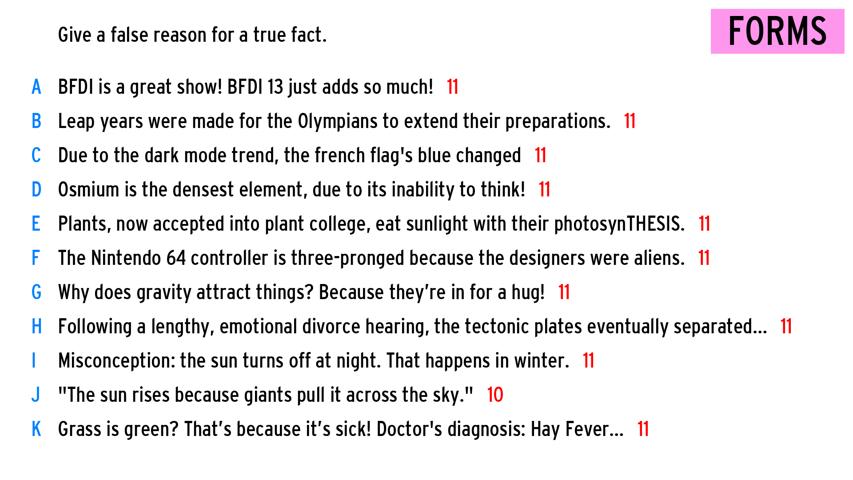 Give a false reason for a true fact.
FORMS
A BFDI is a great show! BFDI 13 just adds so much! 11
B Leap years were made for the Olympians to extend their preparations. 11
C Due to the dark mode trend, the french flag's blue changed 11
D Osmium is the densest element, due to its inability to think! 11
E Plants, now accepted into plant college, eat sunlight with their photosynTHESIS. 11
F The Nintendo 64 controller is three-pronged because the designers were aliens. 11
G Why does gravity attract things? Because they’re in for a hug! 11
H Following a lengthy, emotional divorce hearing, the tectonic plates eventually separated... 11
I Misconception: the sun turns off at night. That happens in winter. 11
J "The sun rises because giants pull it across the sky." 10
K Grass is green? That’s because it’s sick! Doctor's diagnosis: Hay Fever... 11